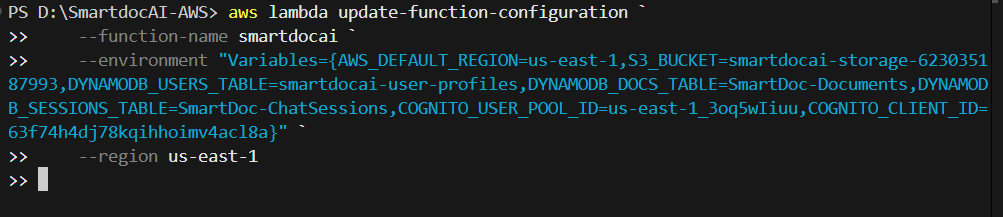 PS D:\SmartdocAI-AWS> aws lambda update-function-configuration `
>>     --function-name smartdocai `
>>     --environment "Variables={AWS_DEFAULT_REGION=us-east-1,S3_BUCKET=smartdocai-storage-6230351
87993,DYNAMODB_USERS_TABLE=smartdocai-user-profiles,DYNAMODB_DOCS_TABLE=SmartDoc-Documents,DYNAMOD
B_SESSIONS_TABLE=SmartDoc-ChatSessions,COGNITO_USER_POOL_ID=us-east-1_3oq5wIiuu,COGNITO_CLIENT_ID=
63f74h4dj78kqihhoimv4acl8a}" `
>>     --region us-east-1
>>